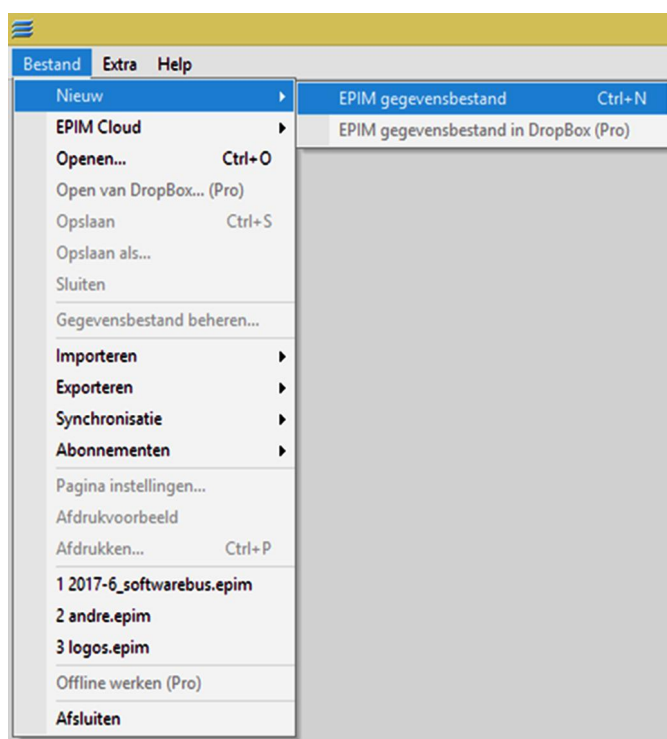 Bestand Extra Help
Nieuw
EPIM gegevensbestand Ctrl+N
EPIM gegevensbestand in DropBox (Pro)
EPIM Cloud
Openen... Ctrl+O
Open van DropBox... (Pro)
Opslaan Ctrl+S
Opslaan als...
Sluiten
Gegevensbestand beheren...
Importeren
Exporteren
Synchronisatie
Abonnementen
Pagina instellingen...
Afdrukvoorbeeld
Afdrukken... Ctrl+P
1 2017-6_softwarebus.epim
2 andre.epim
3 logos.epim
Offline werken (Pro)
Afsluiten